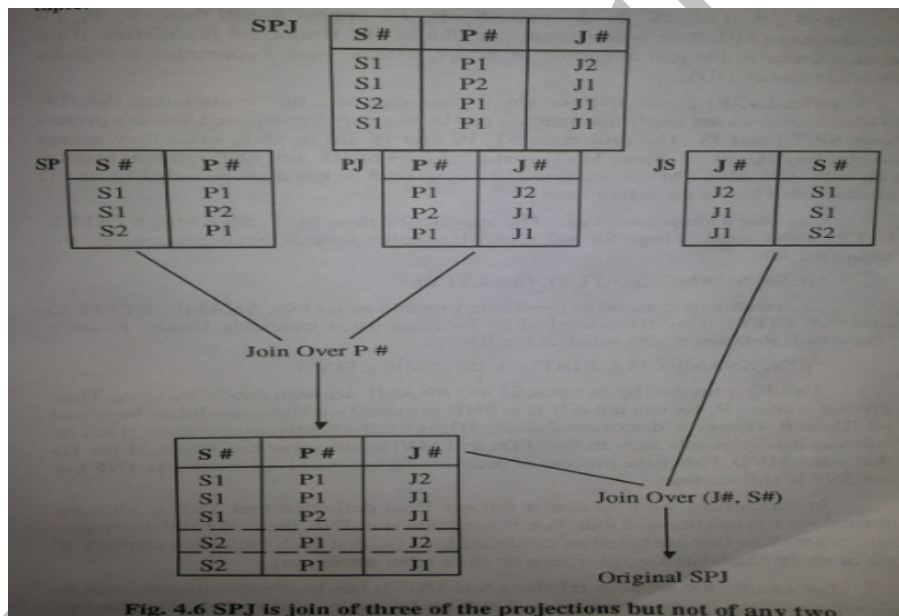 SPJ
S # P # J #
S1 P1 J2
S1 P2 J1
S2 P1 J1
S1 P1 J1
SP S # P #
S1 P1
S1 P2
S2 P1
PJ P # J #
P1 J2
P2 J1
P1 J1
JS J # S #
J2 S1
J1 S1
J1 S2
Join Over P #
S # P # J #
S1 P1 J2
S1 P1 J1
S1 P2 J1
S2 P1 J2
S2 P1 J1
Join Over (J#, S#)
Original SPJ
Fig. 4.6 SPJ is join of three of the projections but not of any two